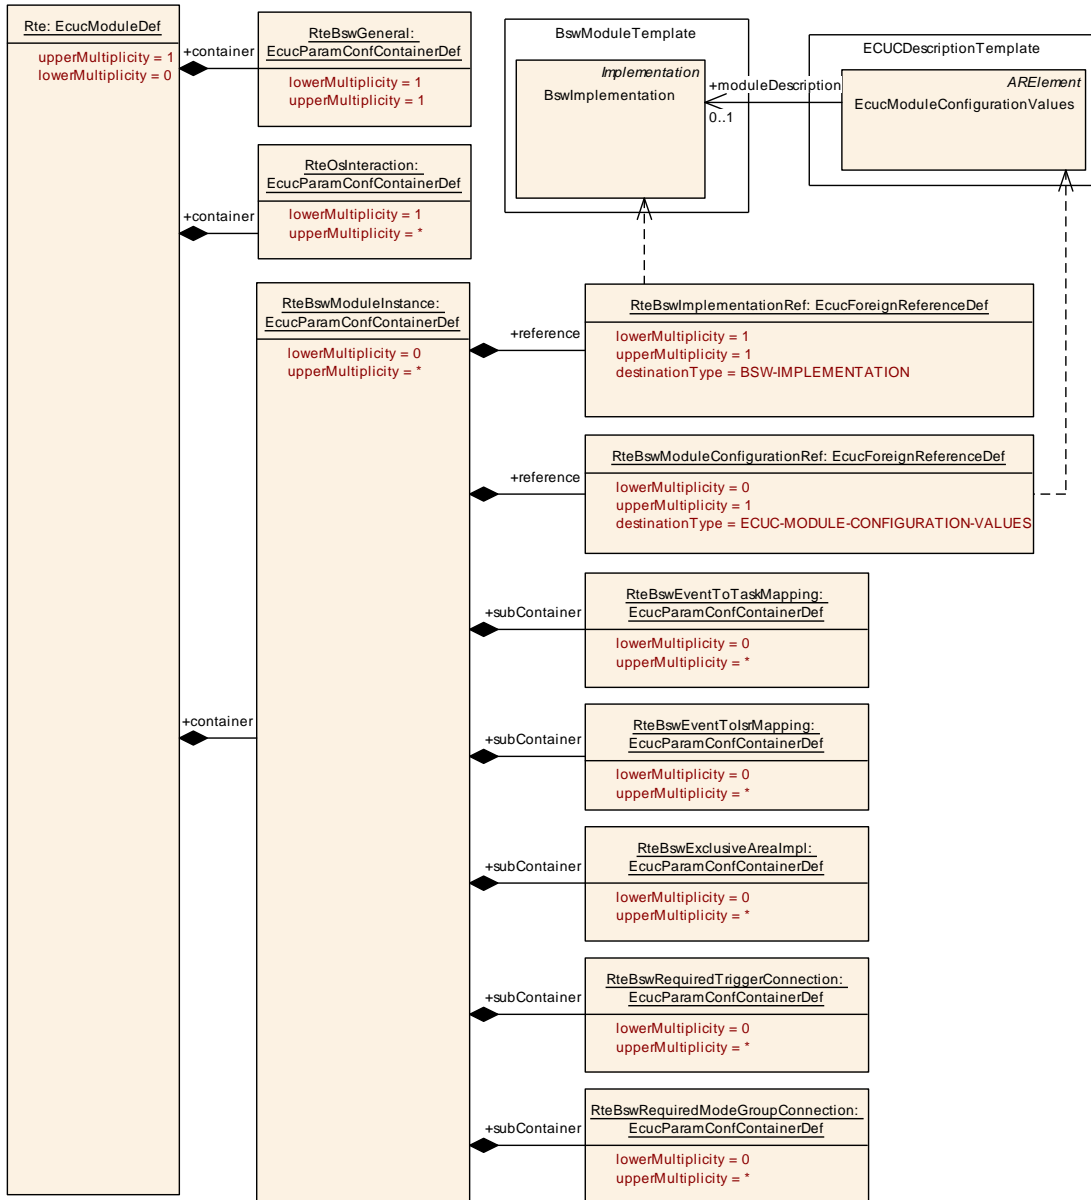 Rte: EcucModuleDef
upperMultiplicity = 1
lowerMultiplicity = 0
+container
RteBswGeneral:
EcucParamConfContainerDef
lowerMultiplicity = 1
upperMultiplicity = 1
BswModuleTemplate
Implementation
BswImplementation
+moduleDescription
0..1
ECUCDescriptionTemplate
ARElement
EcucModuleConfigurationValues
+container
RteOsInteraction:
EcucParamConfContainerDef
lowerMultiplicity = 1
upperMultiplicity = *
+container
RteBswModuleInstance:
EcucParamConfContainerDef
lowerMultiplicity = 0
upperMultiplicity = *
+reference
RteBswImplementationRef: EcucForeignReferenceDef
lowerMultiplicity = 1
upperMultiplicity = 1
destinationType = BSW-IMPLEMENTATION
+reference
RteBswModuleConfigurationRef: EcucForeignReferenceDef
lowerMultiplicity = 0
upperMultiplicity = 1
destinationType = ECUC-MODULE-CONFIGURATION-VALUES
+subContainer
RteBswEventToTaskMapping:
EcucParamConfContainerDef
lowerMultiplicity = 0
upperMultiplicity = *
+subContainer
RteBswEventToIsrMapping:
EcucParamConfContainerDef
lowerMultiplicity = 0
upperMultiplicity = *
+subContainer
RteBswExclusiveAreaImpl:
EcucParamConfContainerDef
lowerMultiplicity = 0
upperMultiplicity = *
+subContainer
RteBswRequiredTriggerConnection:
EcucParamConfContainerDef
lowerMultiplicity = 0
upperMultiplicity = *
+subContainer
RteBswRequiredModeGroupConnection:
EcucParamConfContainerDef
lowerMultiplicity = 0
upperMultiplicity = *